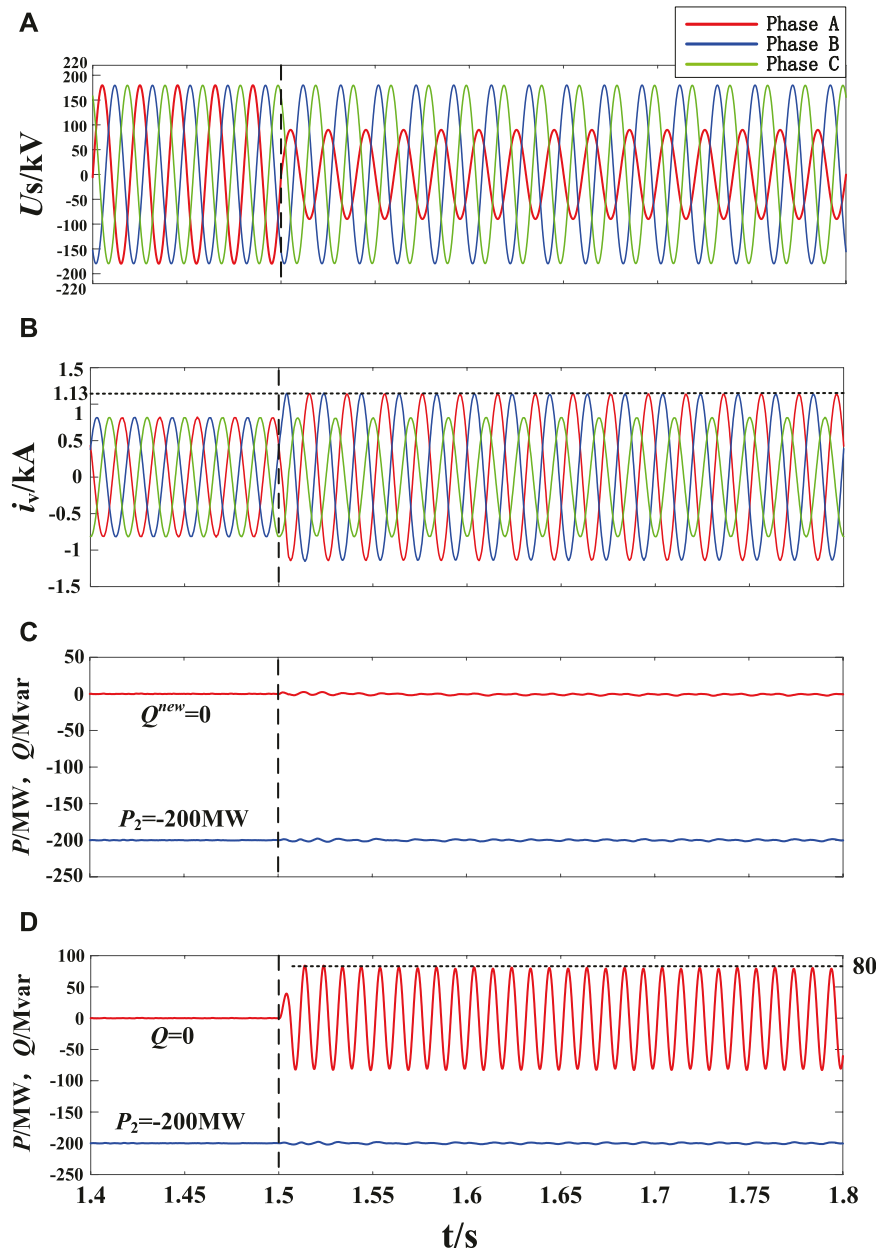 A
Phase A
Phase B
Phase C
220
200
150
100
50
0
-50
-100
-150
-200
-220
Us/kV
B
1.5
1.13
1
0.5
0
-0.5
-1
-1.5
iv/kA
C
50
0
-50
-100
-150
-200
-250
P/MW, Q/Mvar
Qnew=0
P2=-200MW
D
100
50
0
-50
-100
-150
-200
-250
P/MW, Q/Mvar
80
Q=0
P2=-200MW
1.4 1.45 1.5 1.55 1.6 1.65 1.7 1.75 1.8
t/s